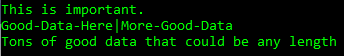 This is important.
Good-Data-Here|More-Good-Data
Tons of good data that could be any length